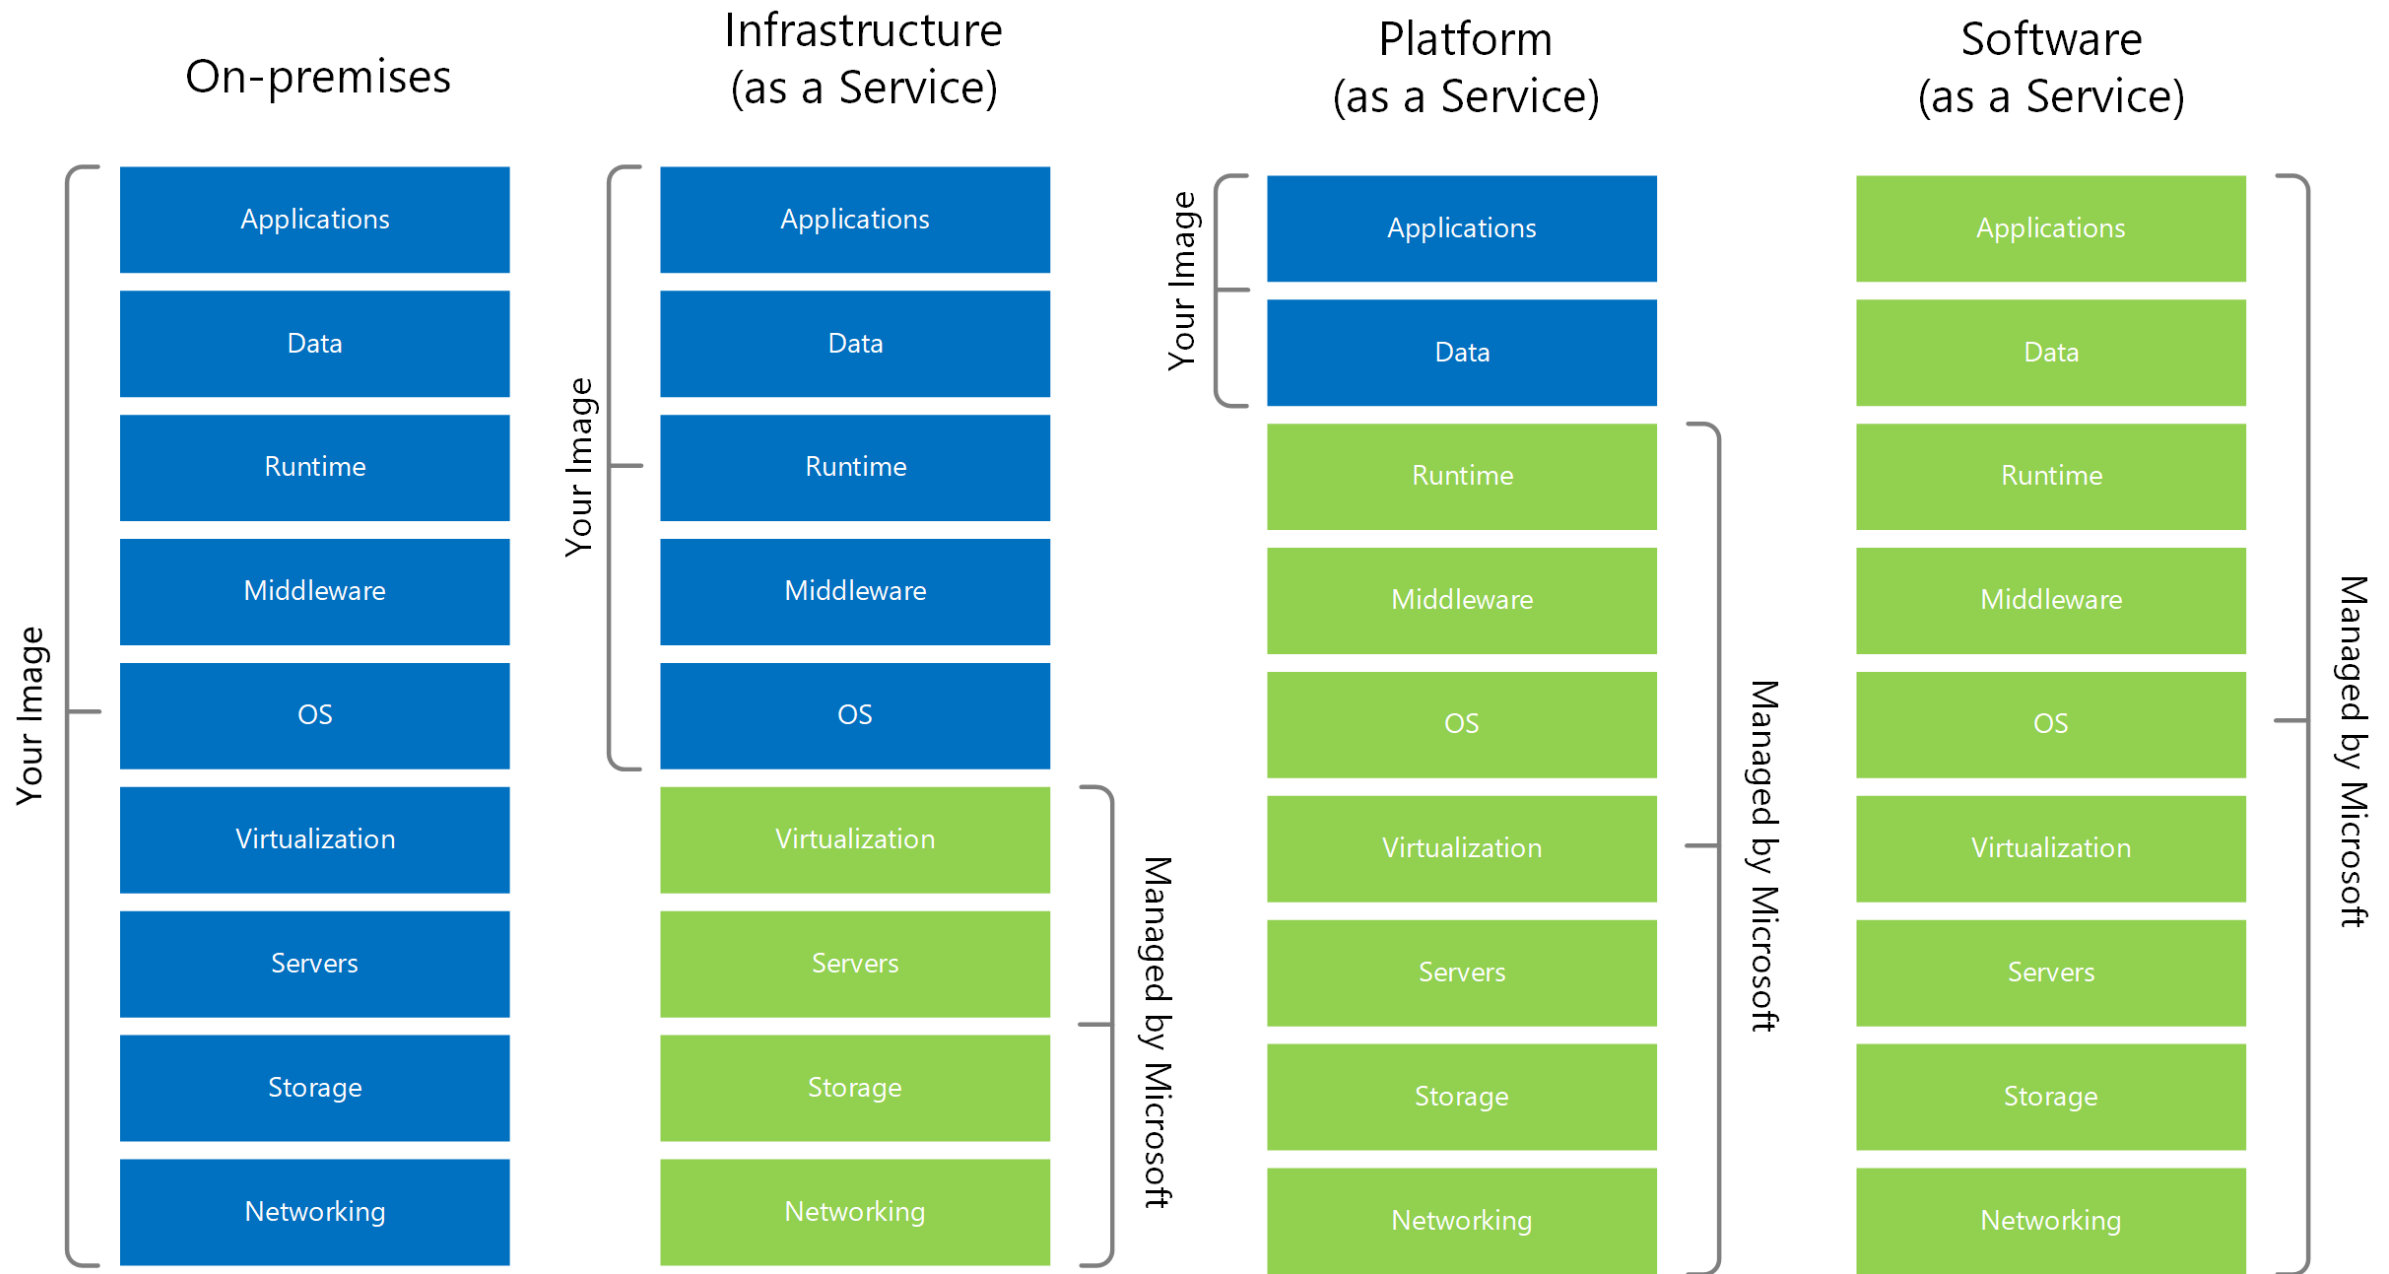 On-premises
Your Image
Applications
Data
Runtime
Middleware
OS
Virtualization
Servers
Storage
Networking
Infrastructure
(as a Service)
Your Image
Applications
Data
Runtime
Middleware
OS
Virtualization
Servers
Storage
Networking
Managed by Microsoft
Platform
(as a Service)
Your Image
Applications
Data
Runtime
Middleware
OS
Virtualization
Servers
Storage
Networking
Managed by Microsoft
Software
(as a Service)
Applications
Data
Runtime
Middleware
OS
Virtualization
Servers
Storage
Networking
Managed by Microsoft